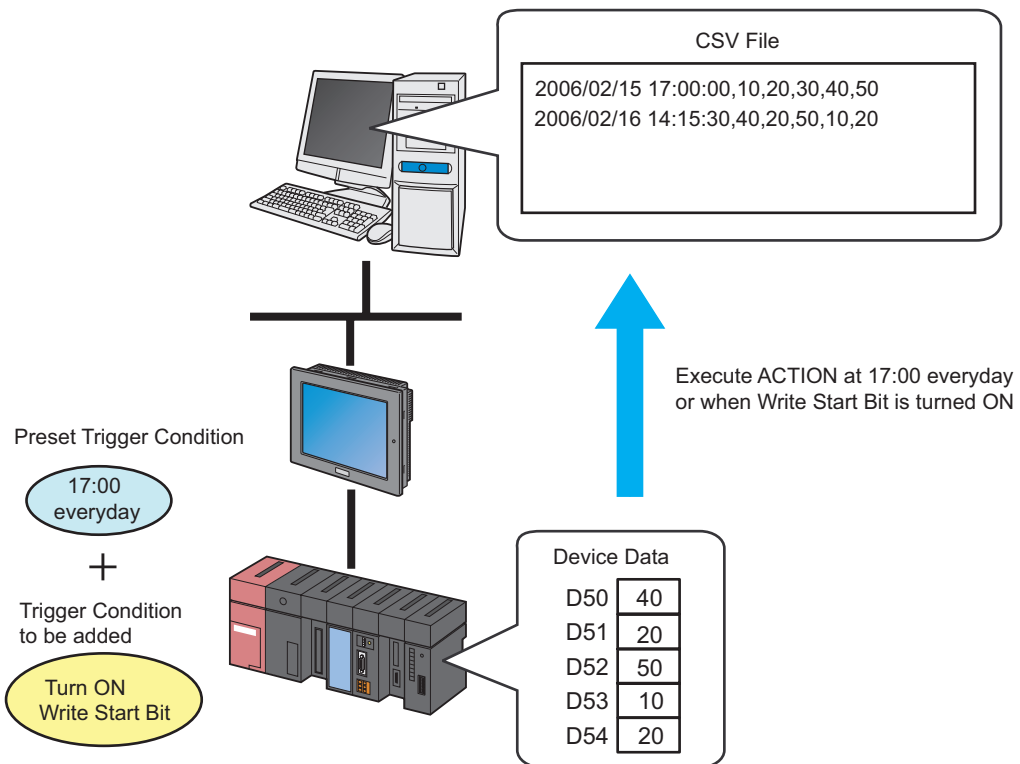 CSV File
2006/02/15 17:00:00,10,20,30,40,50
2006/02/16 14:15:30,40,20,50,10,20
Execute ACTION at 17:00 everyday
or when Write Start Bit is turned ON
Preset Trigger Condition
17:00
everyday
+
Trigger Condition
to be added
Turn ON
Write Start Bit
Device Data
D50 40
D51 20
D52 50
D53 10
D54 20